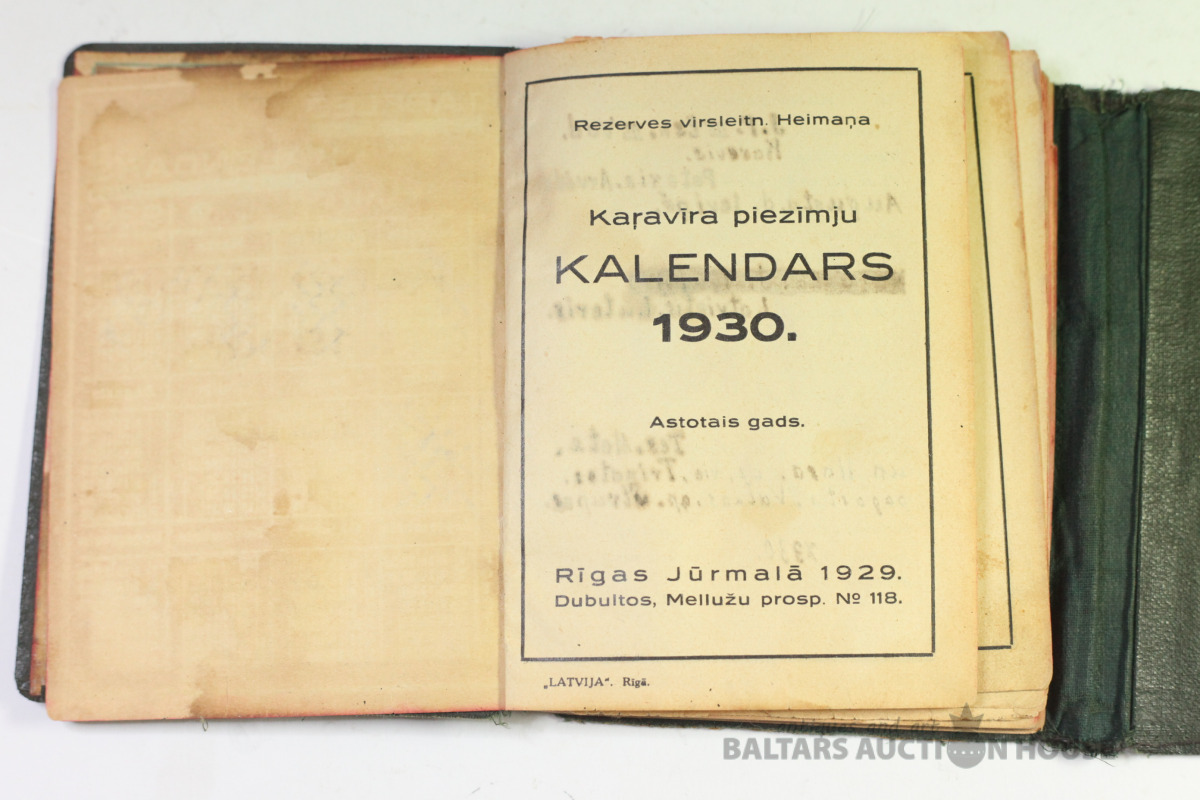 Rezerves virsleitn. Heimaņa
Kaŗavīra piezīmju
KALENDARS
1930.
Astotais gads.
Rīgas Jūrmalā 1929.
Dubultos, Mellužu prosp. № 118.
„LATVIJA“. Rīgā.
BALTARS AUCTION HOUSE